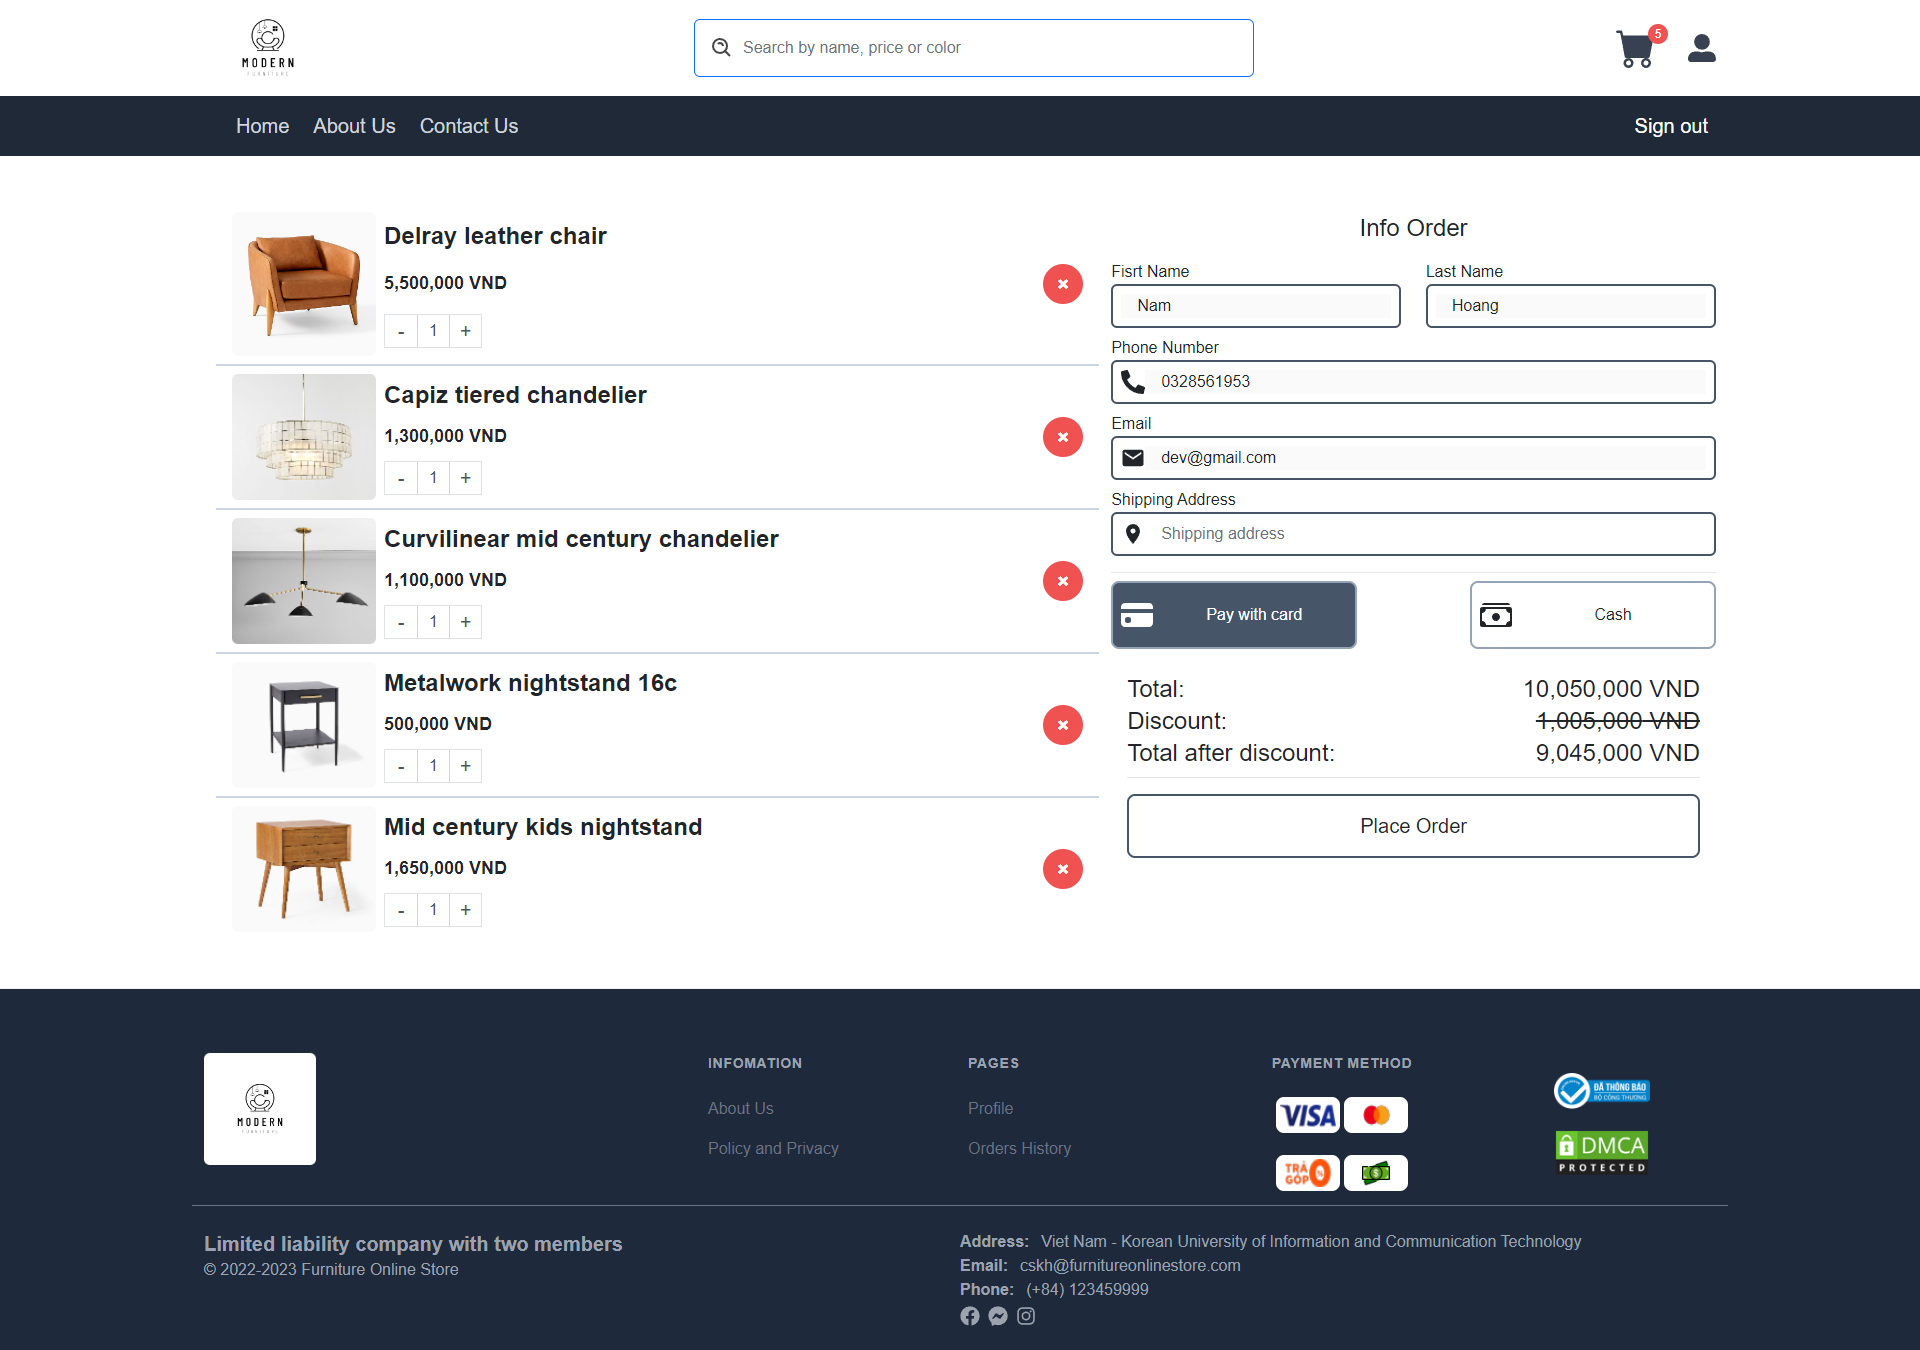 MODERN
FURNITURE
Search by name, price or color
5
Home About Us Contact Us Sign out
Delray leather chair
5,500,000 VND
- 1 +
Capiz tiered chandelier
1,300,000 VND
- 1 +
Curvilinear mid century chandelier
1,100,000 VND
- 1 +
Metalwork nightstand 16c
500,000 VND
- 1 +
Mid century kids nightstand
1,650,000 VND
- 1 +
Info Order
Fisrt Name Last Name
Nam Hoang
Phone Number
0328561953
Email
dev@gmail.com
Shipping Address
Shipping address
Pay with card Cash
Total: 10,050,000 VND
Discount: 1,005,000 VND
Total after discount: 9,045,000 VND
Place Order
MODERN
FURNITURE
INFOMATION
About Us
Policy and Privacy
PAGES
Profile
Orders History
PAYMENT METHOD
VISA
TRẢ
GÓP 0%
ĐÃ THÔNG BÁO
BỘ CÔNG THƯƠNG
DMCA
PROTECTED
Limited liability company with two members
© 2022-2023 Furniture Online Store
Address: Viet Nam - Korean University of Information and Communication Technology
Email: cskh@furnitureonlinestore.com
Phone: (+84) 123459999